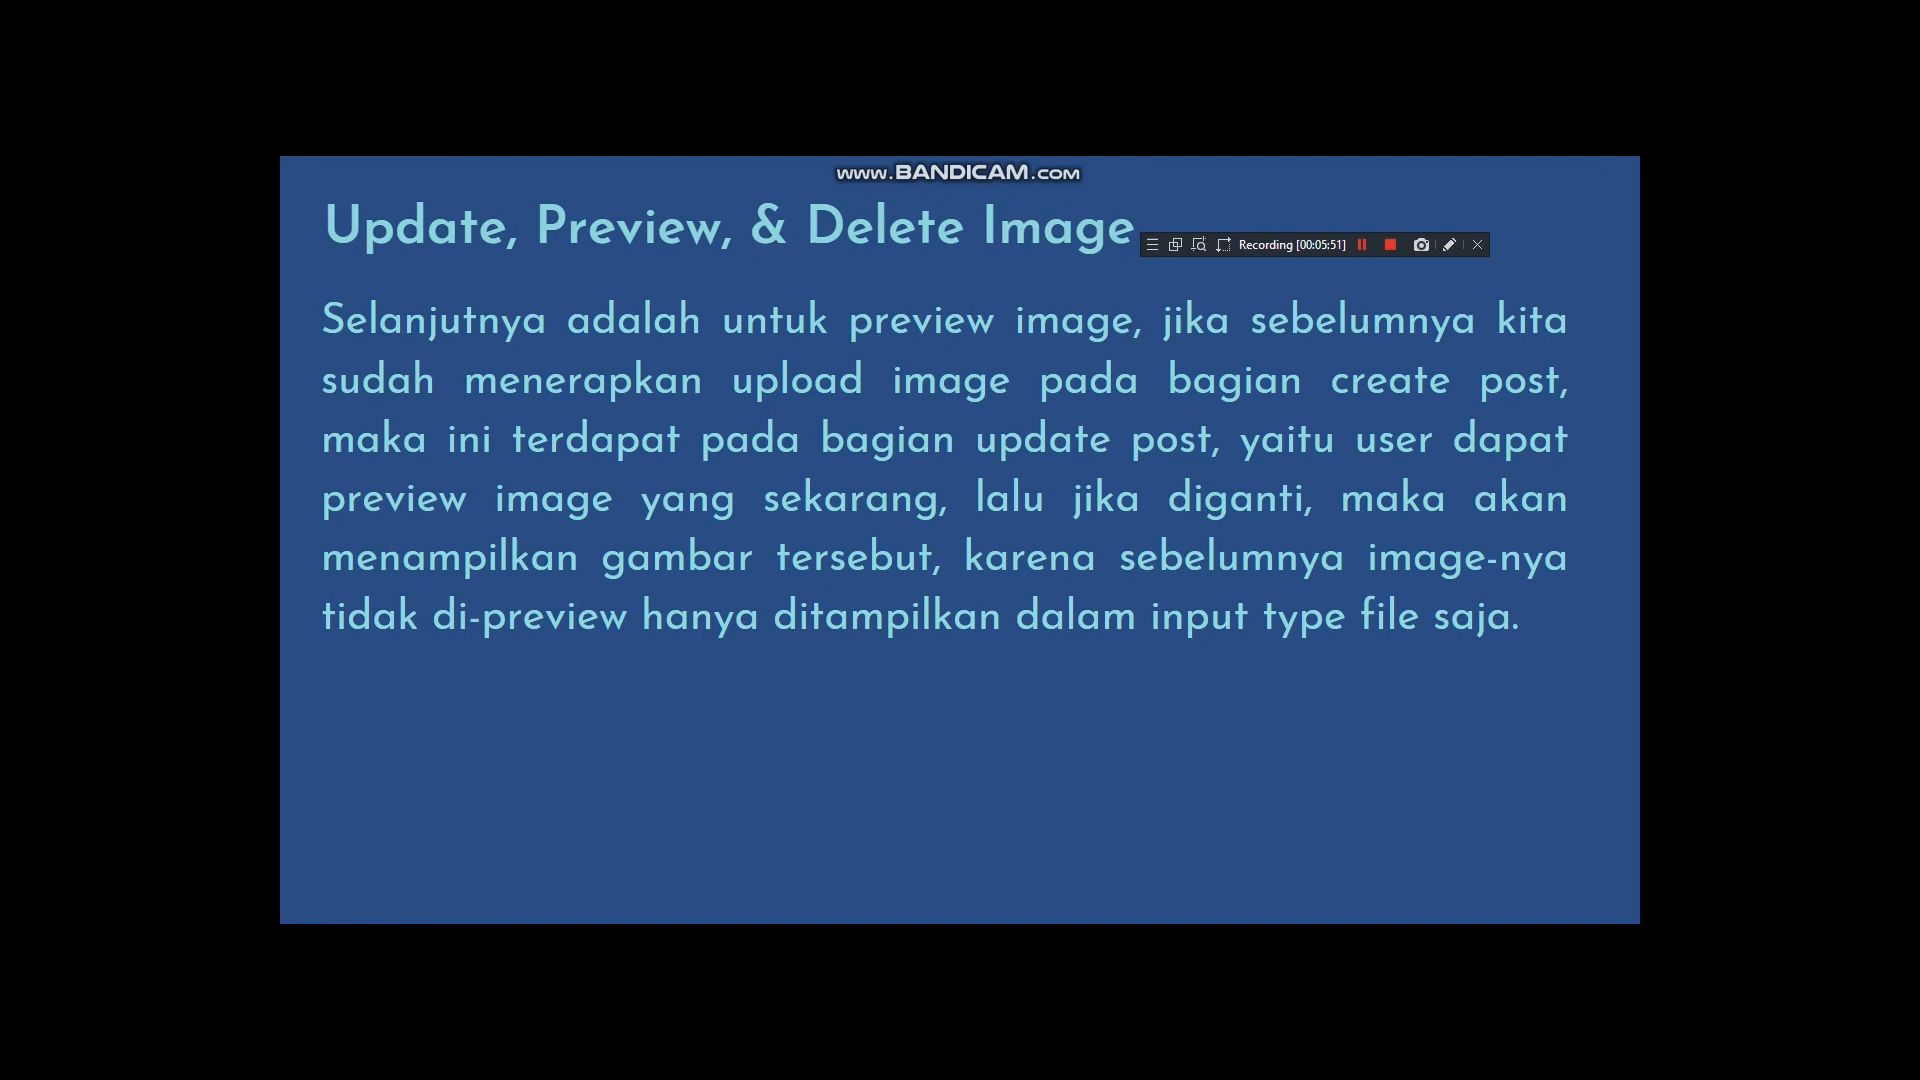 www.BANDICAM.com
Update, Preview, & Delete Image
Recording [00:05:51]
Selanjutnya adalah untuk preview image, jika sebelumnya kita
sudah menerapkan upload image pada bagian create post,
maka ini terdapat pada bagian update post, yaitu user dapat
preview image yang sekarang, lalu jika diganti, maka akan
menampilkan gambar tersebut, karena sebelumnya image-nya
tidak di-preview hanya ditampilkan dalam input type file saja.